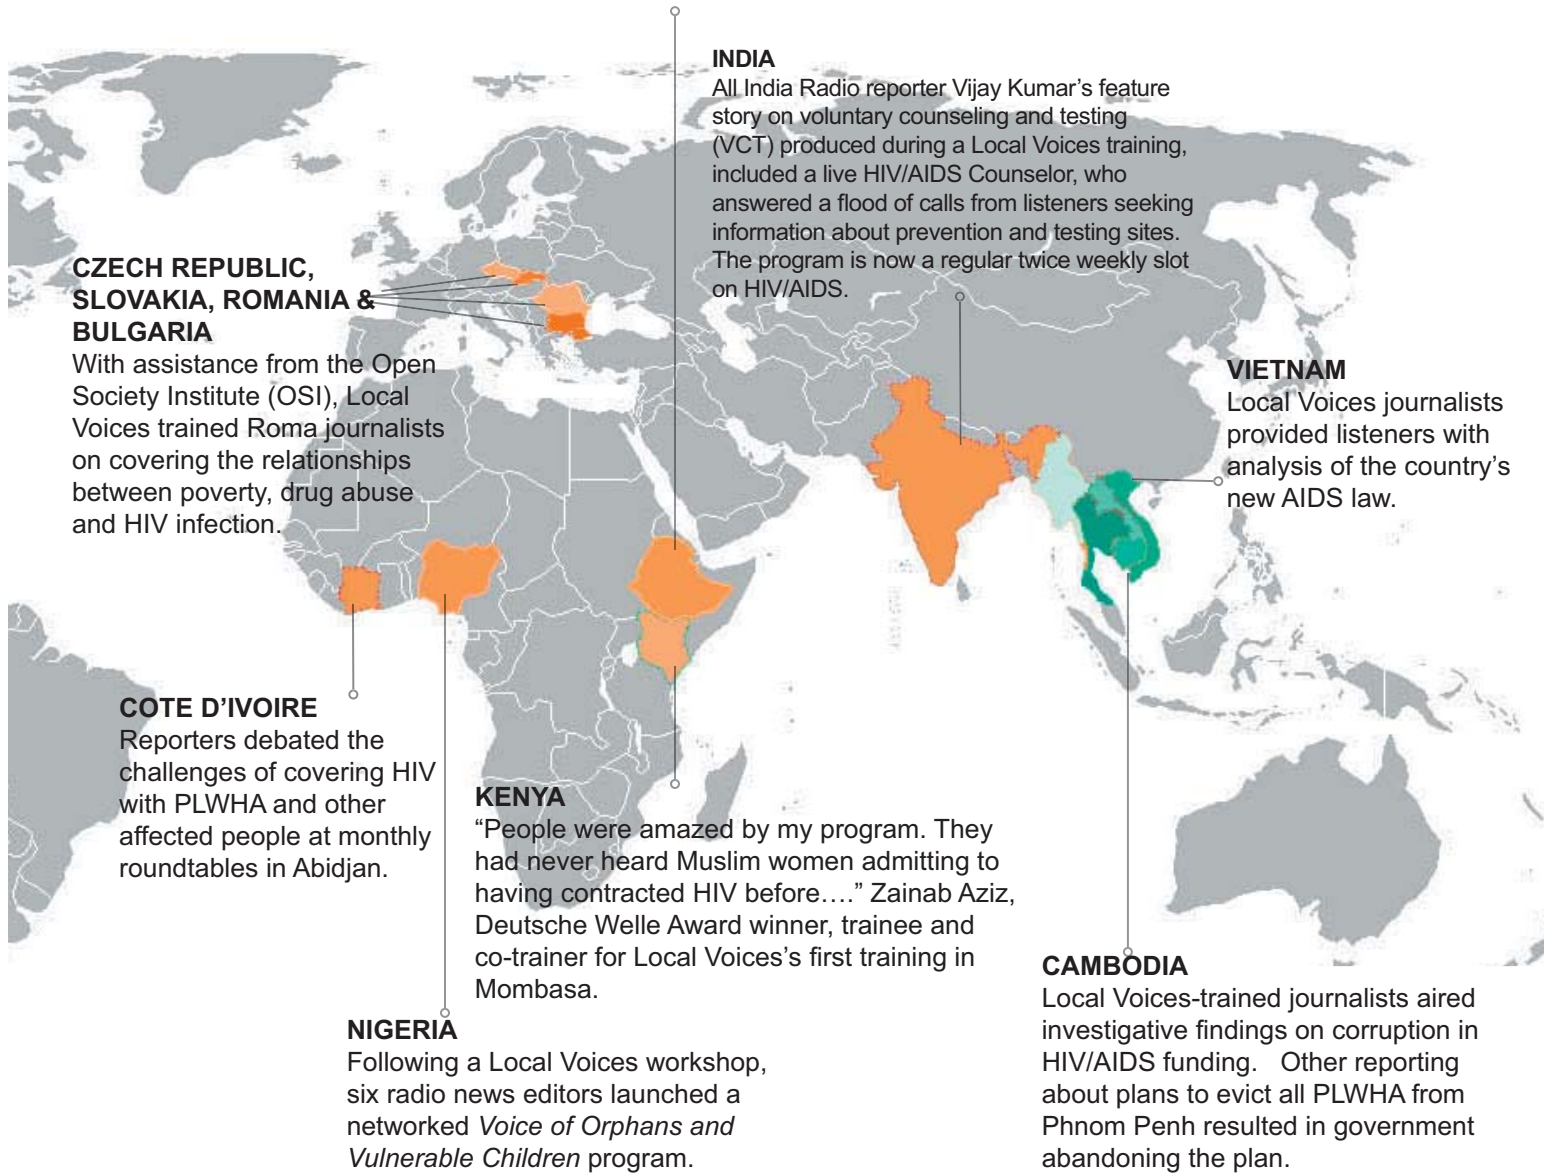 INDIA
All India Radio reporter Vijay Kumar’s feature
story on voluntary counseling and testing
(VCT) produced during a Local Voices training,
included a live HIV/AIDS Counselor, who
answered a flood of calls from listeners seeking
information about prevention and testing sites.
The program is now a regular twice weekly slot
on HIV/AIDS.
CZECH REPUBLIC,
SLOVAKIA, ROMANIA &
BULGARIA
With assistance from the Open
Society Institute (OSI), Local
Voices trained Roma journalists
on covering the relationships
between poverty, drug abuse
and HIV infection.
VIETNAM
Local Voices journalists
provided listeners with
analysis of the country’s
new AIDS law.
COTE D’IVOIRE
Reporters debated the
challenges of covering HIV
with PLWHA and other
affected people at monthly
roundtables in Abidjan.
KENYA
“People were amazed by my program. They
had never heard Muslim women admitting to
having contracted HIV before….” Zainab Aziz,
Deutsche Welle Award winner, trainee and
co-trainer for Local Voices’s first training in
Mombasa.
NIGERIA
Following a Local Voices workshop,
six radio news editors launched a
networked Voice of Orphans and
Vulnerable Children program.
CAMBODIA
Local Voices-trained journalists aired
investigative findings on corruption in
HIV/AIDS funding.   Other reporting
about plans to evict all PLWHA from
Phnom Penh resulted in government
abandoning the plan.